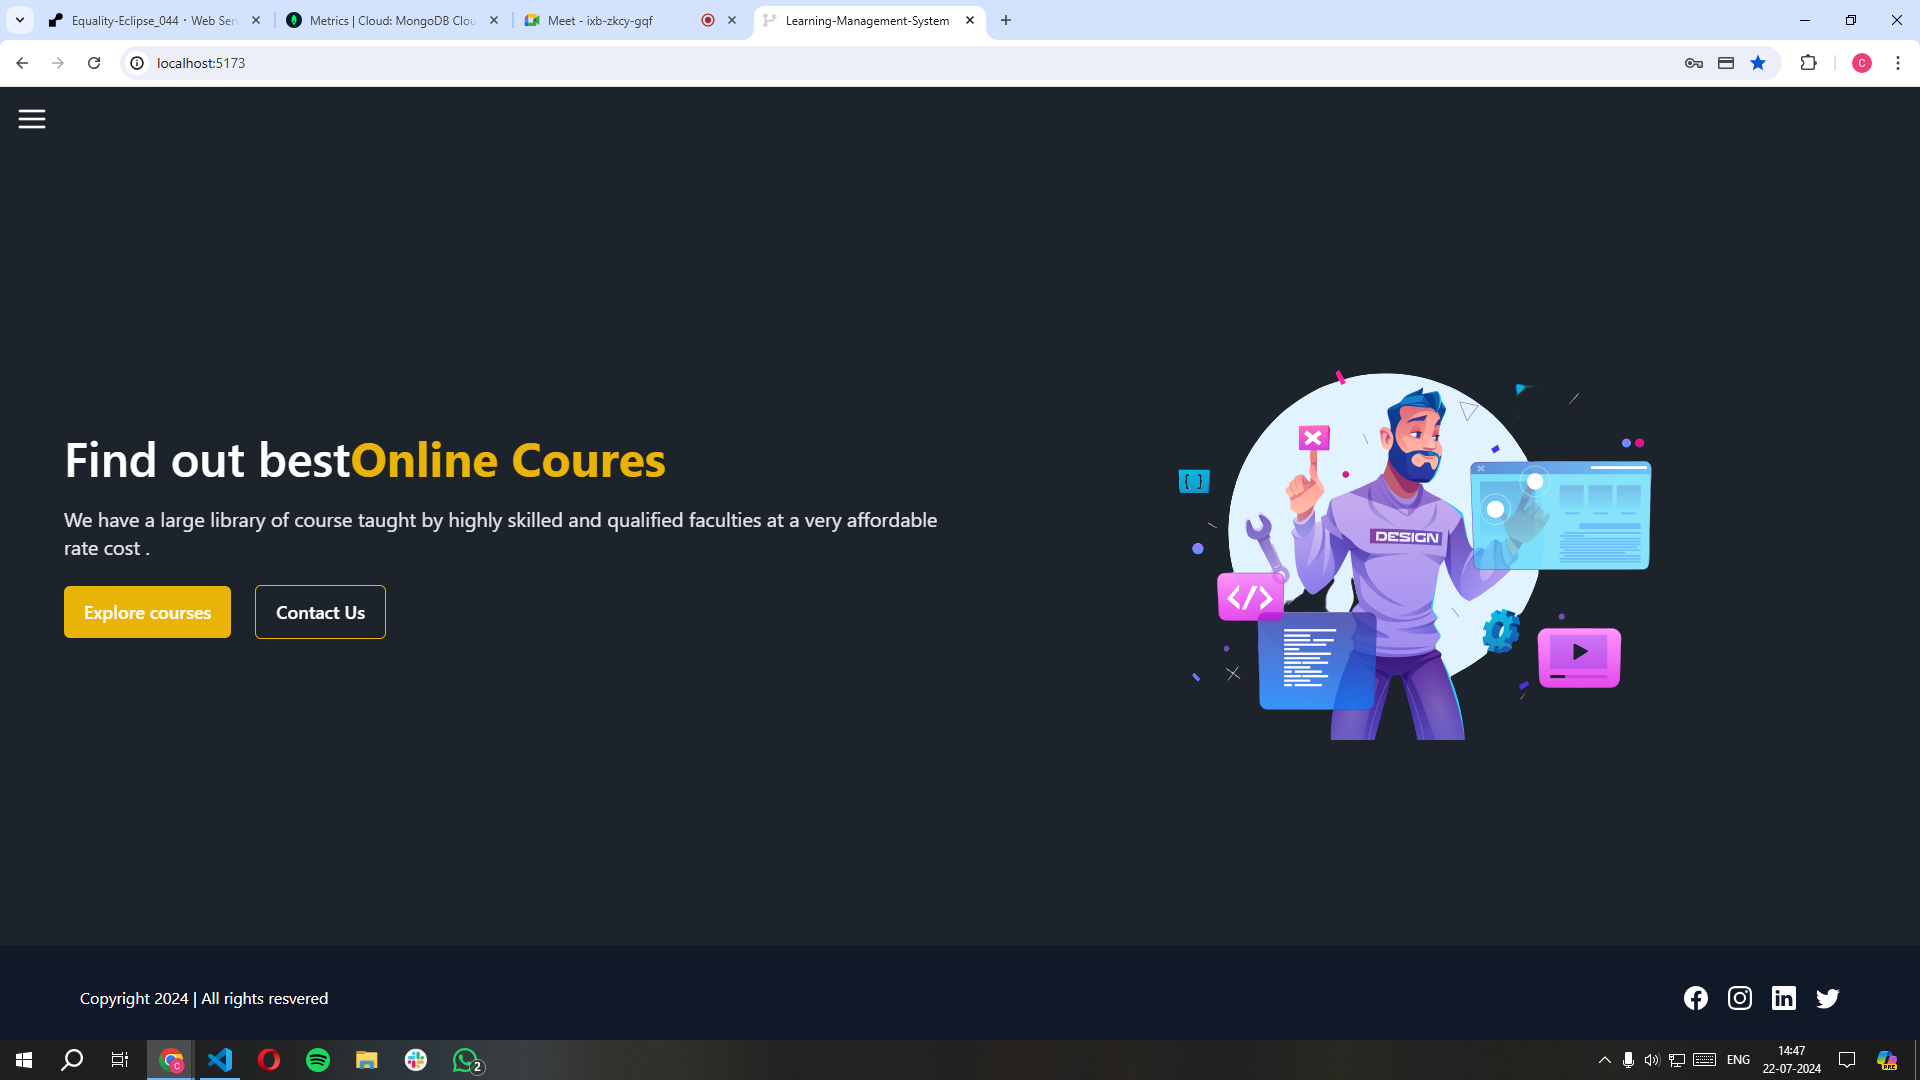 Equality-Eclipse_044 · Web Ser
Metrics | Cloud: MongoDB Clou
Meet - ixb-zkcy-gqf
Learning-Management-System
localhost:5173
C
Find out bestOnline Coures
We have a large library of course taught by highly skilled and qualified faculties at a very affordable
rate cost .
Explore courses
Contact Us
{ }
DESIGN
</>
Copyright 2024 | All rights resvered
C
2
ENG
14:47
22-07-2024
PRE